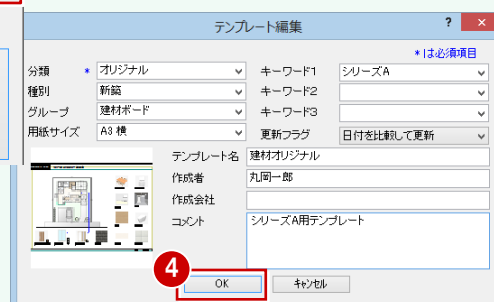 テンプレート編集 ? ×
*は必須項目
分類 * オリジナル キーワード1 シリーズA
種別 新築 キーワード2
グループ 建材ボード キーワード3
用紙サイズ A3 横 更新フラグ 日付を比較して更新
テンプレート名 建材オリジナル
作成者 丸岡一郎
作成会社
コメント シリーズA用テンプレート
4
OK キャンセル